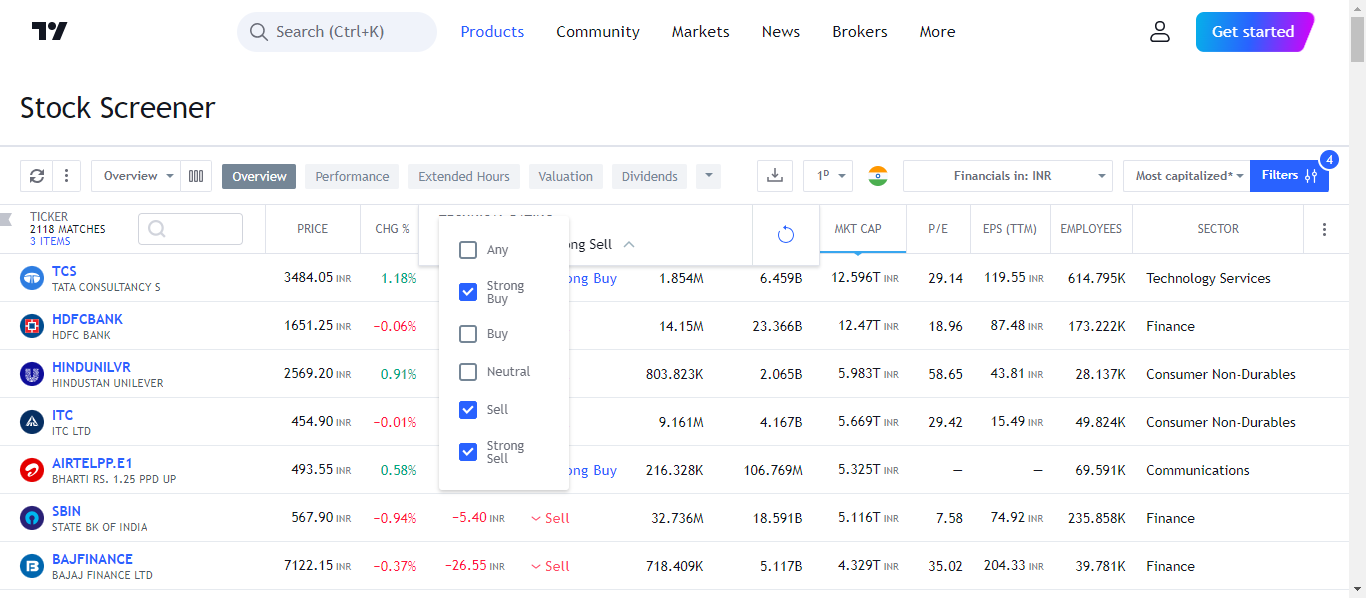 Search (Ctrl+K)
Products
Community
Markets
News
Brokers
More
Get started
Stock Screener
Overview
Overview
Performance
Extended Hours
Valuation
Dividends
1D
Financials in: INR
Most capitalized*
Filters
4
TICKER
2118 MATCHES
3 ITEMS
PRICE
CHG %
TECHNICAL RATING
Sell
MKT CAP
P/E
EPS (TTM)
EMPLOYEES
SECTOR
Any
Strong
Buy
Buy
Neutral
Sell
Strong
Sell
TCS
TATA CONSULTANCY S
3484.05 INR 1.18% Buy 1.854M 6.459B 12.596T INR 29.14 119.55 INR 614.795K Technology Services
HDFCBANK
HDFC BANK
1651.25 INR −0.06% 14.15M 23.366B 12.47T INR 18.96 87.48 INR 173.222K Finance
HINDUNILVR
HINDUSTAN UNILEVER
2569.20 INR 0.91% 803.823K 2.065B 5.983T INR 58.65 43.81 INR 28.137K Consumer Non-Durables
ITC
ITC LTD
454.90 INR −0.01% 9.161M 4.167B 5.669T INR 29.42 15.49 INR 49.824K Consumer Non-Durables
AIRTELPP.E1
BHARTI RS. 1.25 PPD UP
493.55 INR 0.58% Buy 216.328K 106.769M 5.325T INR — — 69.591K Communications
SBIN
STATE BK OF INDIA
567.90 INR −0.94% −5.40 INR Sell 32.736M 18.591B 5.116T INR 7.58 74.92 INR 235.858K Finance
BAJFINANCE
BAJAJ FINANCE LTD
7122.15 INR −0.37% −26.55 INR Sell 718.409K 5.117B 4.329T INR 35.02 204.33 INR 39.781K Finance